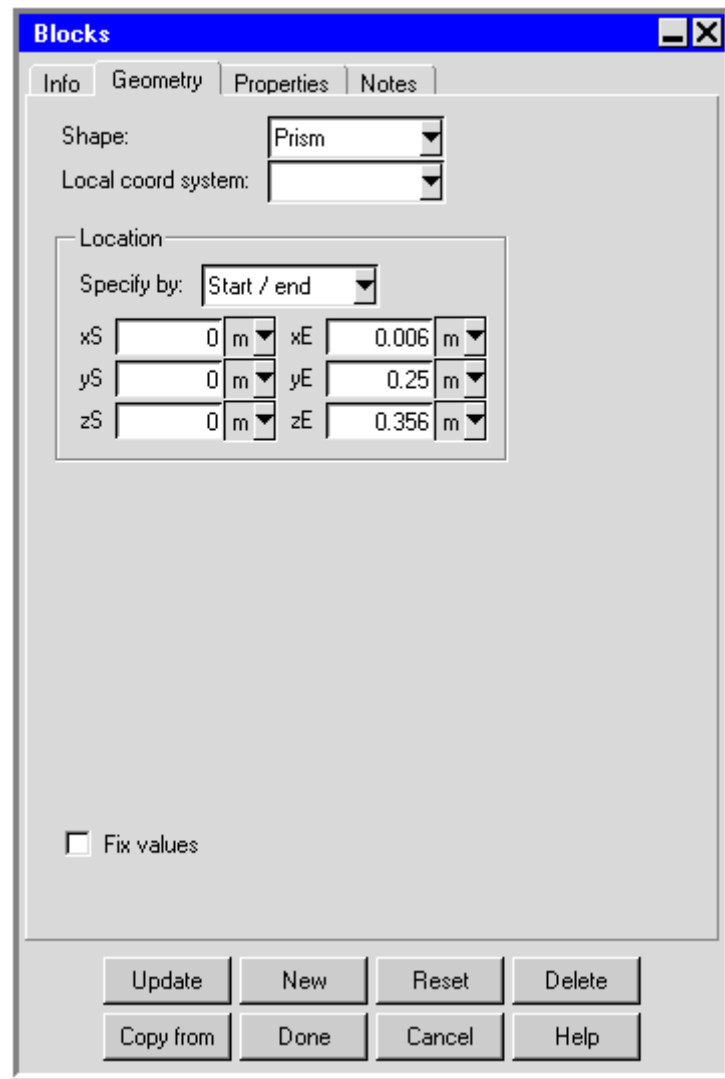 Blocks
Info Geometry Properties Notes
Shape: Prism
Local coord system:
Location
Specify by: Start / end
xS 0 m xE 0.006 m
yS 0 m yE 0.25 m
zS 0 m zE 0.356 m
Fix values
Update New Reset Delete
Copy from Done Cancel Help